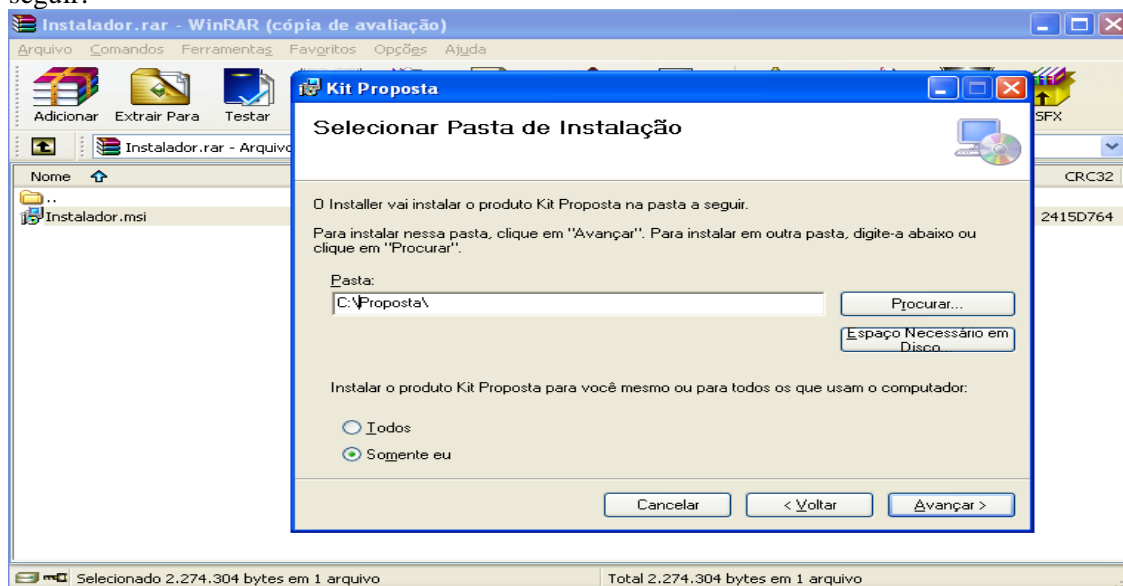 seguir:
Instalador.rar - WinRAR (cópia de avaliação)
Arquivo Comandos Ferramentas Favoritos Opções Ajuda
Adicionar Extrair Para Testar SFX
Instalador.rar - Arquivo
Nome CRC32
..
Instalador.msi 2415D764
Kit Proposta
Selecionar Pasta de Instalação
O Installer vai instalar o produto Kit Proposta na pasta a seguir.
Para instalar nessa pasta, clique em "Avançar". Para instalar em outra pasta, digite-a abaixo ou
clique em "Procurar".
Pasta:
C:\Proposta\
Procurar...
Espaço Necessário em
Disco...
Instalar o produto Kit Proposta para você mesmo ou para todos os que usam o computador:
Todos
Somente eu
Cancelar < Voltar Avançar >
Selecionado 2.274.304 bytes em 1 arquivo Total 2.274.304 bytes em 1 arquivo